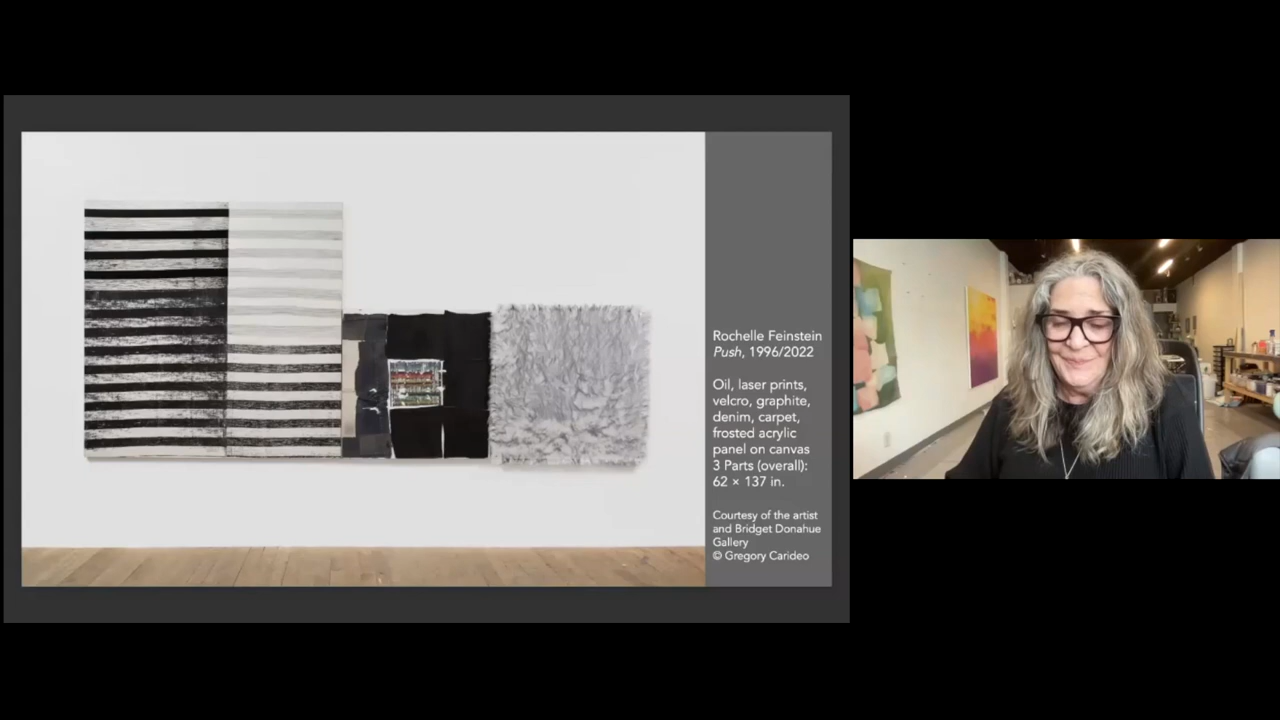 Rochelle Feinstein
Push, 1996/2022
Oil, laser prints,
velcro, graphite,
denim, carpet,
frosted acrylic
panel on canvas
3 Parts (overall):
62 × 137 in.
Courtesy of the artist
and Bridget Donahue
Gallery
© Gregory Carideo